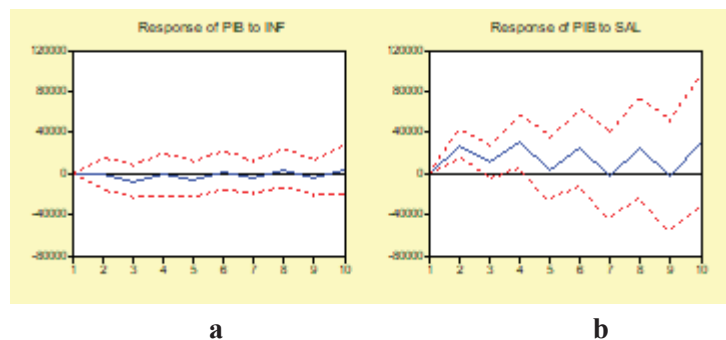 Response of PIB to INF
120000
80000
40000
0
-40000
-80000
1 2 3 4 5 6 7 8 9 10
Response of PIB to SAL
120000
80000
40000
0
-40000
-80000
1 2 3 4 5 6 7 8 9 10
a
b